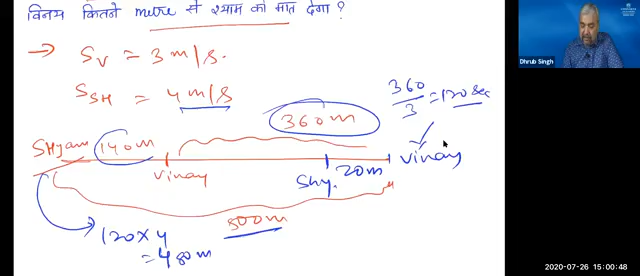 विनय कितने metre से श्याम को मात देगा ?
→ Sv = 3 m/s.
SSH = 4 m/s
360/3 = 120 sec
360 m
SHyam 140m
Vinay
Shy. 20m
Vinay
500m
120 × 4
= 480m
Dhrub Singh
2020-07-26 15:00:48